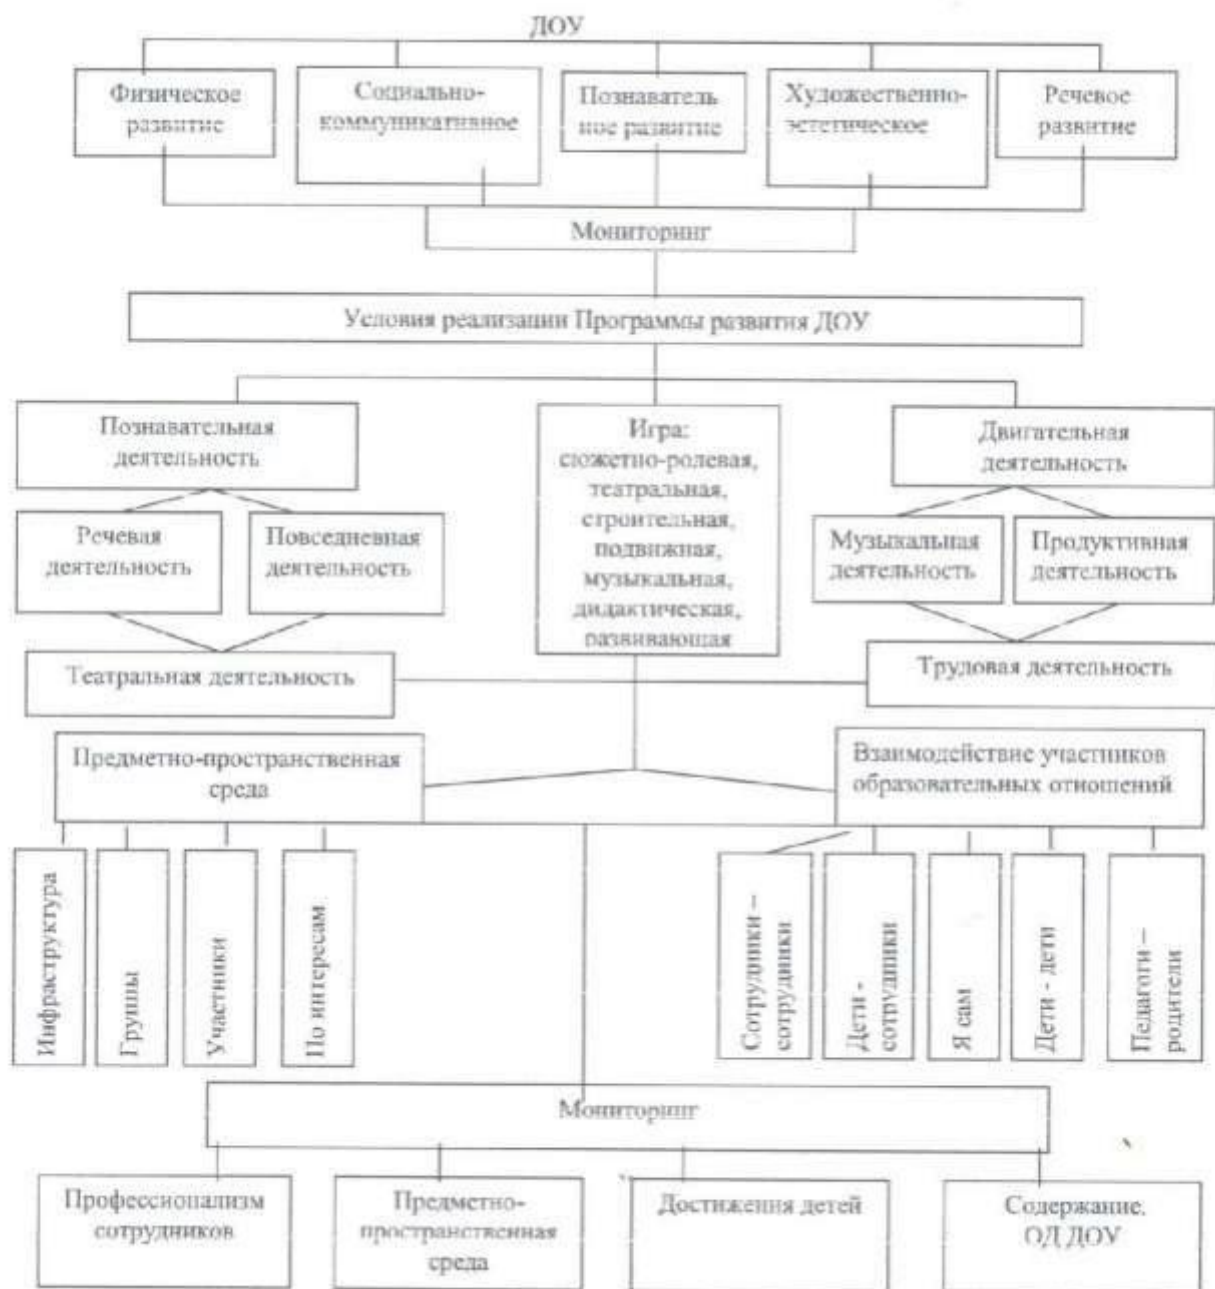 ДОУ
Физическое
развитие
Социально-
коммуникативное
Познаватель
ное развитие
Художественно-
эстетическое
Речевое
развитие
Мониторинг
Условия реализации Программы развития ДОУ
Познавательная
деятельность
Игра:
сюжетно-ролевая,
театральная,
строительная,
подвижная,
музыкальная,
дидактическая,
развивающая
Двигательная
деятельность
Речевая
деятельность
Повседневная
деятельность
Музыкальная
деятельность
Продуктивная
деятельность
Театральная деятельность
Трудовая деятельность
Предметно-пространственная
среда
Взаимодействие участников
образовательных отношений
Инфраструктура
Группы
Участники
По интересам
Сотрудники –
сотрудники
Дети -
сотрудники
Я сам
Дети - дети
Педагоги –
родители
Мониторинг
Профессионализм
сотрудников
Предметно-
пространственная
среда
Достижения детей
Содержание.
ОД ДОУ